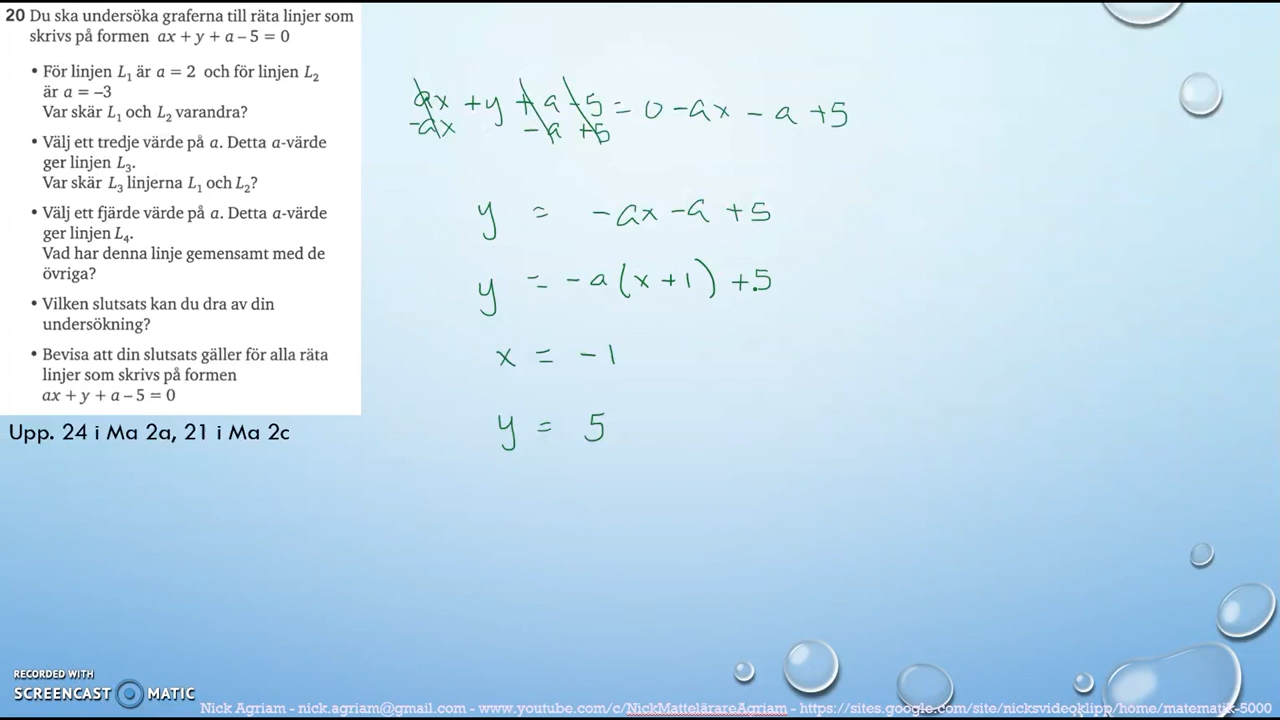 20 Du ska undersöka graferna till räta linjer som
skrivs på formen ax + y + a – 5 = 0
• För linjen L₁ är a = 2 och för linjen L₂
är a = –3
Var skär L₁ och L₂ varandra?
• Välj ett tredje värde på a. Detta a-värde
ger linjen L₃.
Var skär L₃ linjerna L₁ och L₂?
• Välj ett fjärde värde på a. Detta a-värde
ger linjen L₄.
Vad har denna linje gemensamt med de
övriga?
• Vilken slutsats kan du dra av din
undersökning?
• Bevisa att din slutsats gäller för alla räta
linjer som skrivs på formen
ax + y + a – 5 = 0
Upp. 24 i Ma 2a, 21 i Ma 2c
ax + y + a - 5 = 0 - ax - a + 5
-ax - a + 5
y = -ax - a + 5
y = -a(x + 1) + 5
x = -1
y = 5
RECORDED WITH
SCREENCAST MATIC
Nick Agriam - nick.agriam@gmail.com - www.youtube.com/c/NickMattelärareAgriam - https://sites.google.com/site/nicksvideoklipp/home/matematik-5000